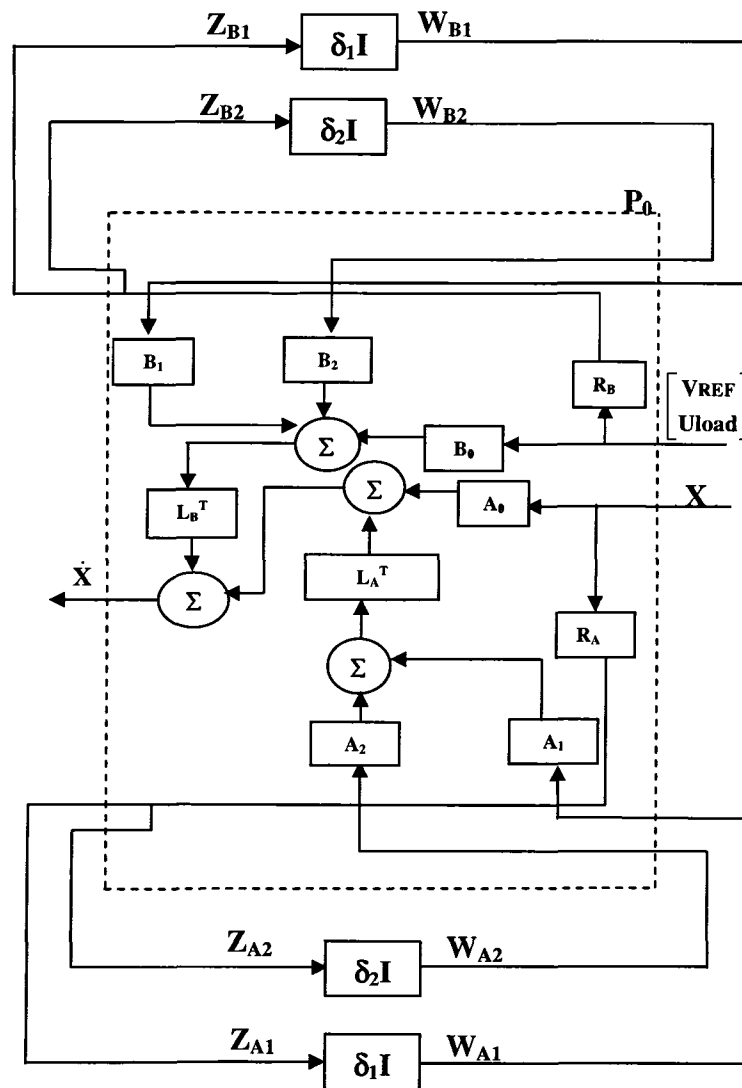 Z_B1 δ₁I W_B1
Z_B2 δ₂I W_B2
P₀
B₁ B₂ R_B
VREF
Uload
Σ B₀
Σ A₀ X
L_B^T
L_A^T
Ẋ Σ
R_A
Σ
A₂ A₁
Z_A2 δ₂I W_A2
Z_A1 δ₁I W_A1